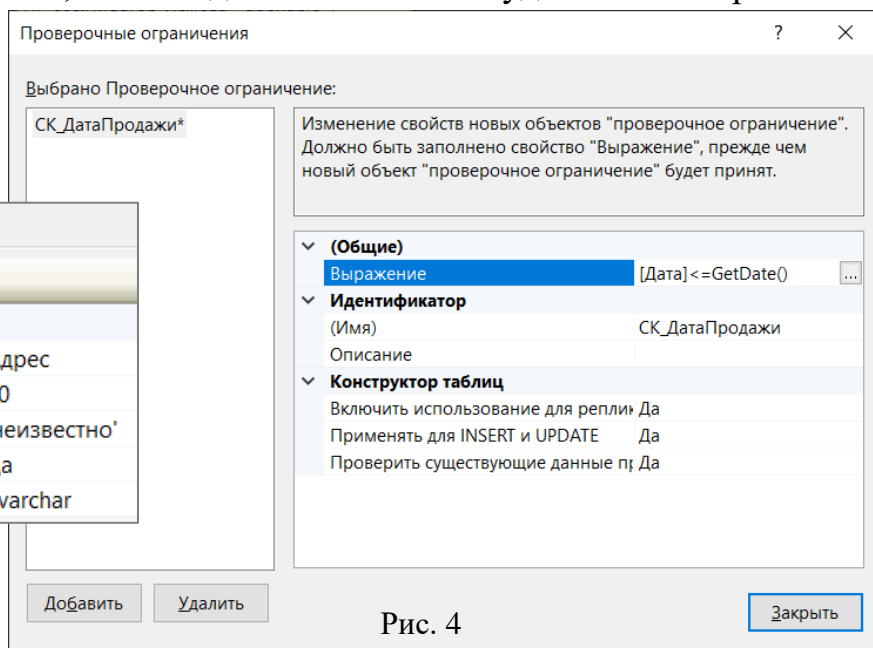 Проверочные ограничения ? ×
Выбрано Проверочное ограничение:
СК_ДатаПродажи*
Изменение свойств новых объектов "проверочное ограничение".
Должно быть заполнено свойство "Выражение", прежде чем
новый объект "проверочное ограничение" будет принят.
(Общие)
Выражение [Дата]<=GetDate() ...
Идентификатор
(Имя) СК_ДатаПродажи
Описание
Конструктор таблиц
Включить использование для реплик Да
Применять для INSERT и UPDATE Да
Проверить существующие данные пр Да
дрес
0
неизвестно'
а
varchar
Добавить Удалить
Закрыть
Рис. 4